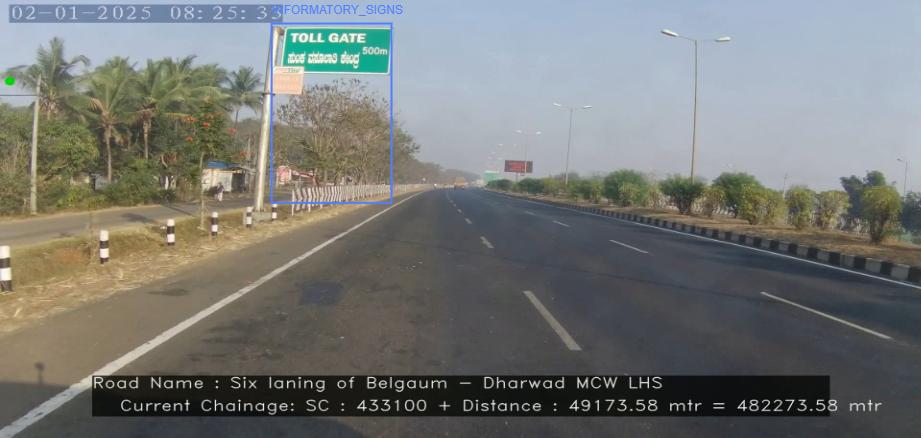 02-01-2025 08:25:33
INFORMATORY_SIGNS
TOLL GATE
500m
ಸುಂಕ ವಸೂಲಾತಿ ಕೇಂದ್ರ
Road Name : Six laning of Belgaum - Dharwad MCW LHS
Current Chainage: SC : 433100 + Distance : 49173.58 mtr = 482273.58 mtr